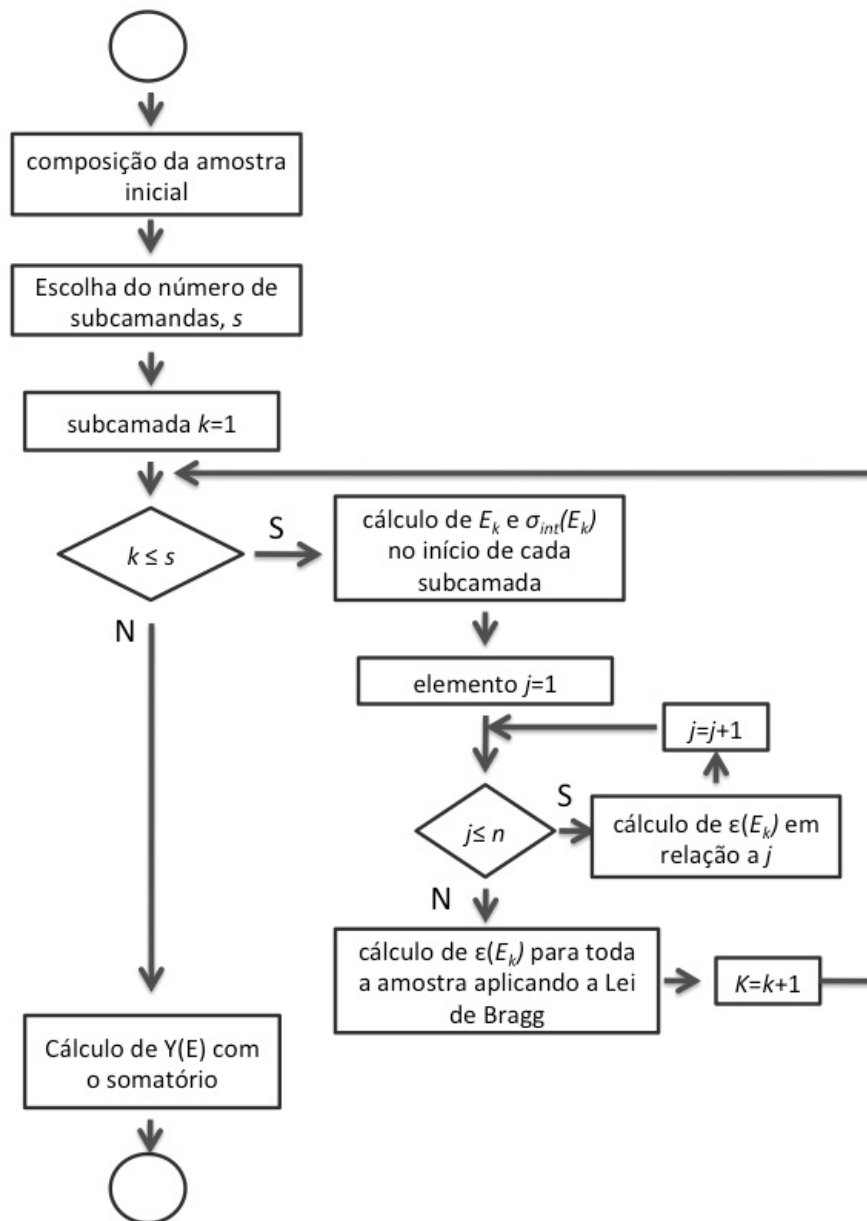 composição da amostra
inicial
Escolha do número de
subcamandas, s
subcamada k=1
k ≤ s
S
cálculo de Eₖ e σᵢₙₜ(Eₖ)
no início de cada
subcamada
N
elemento j=1
j=j+1
j≤ n
S
cálculo de ε(Eₖ) em
relação a j
N
cálculo de ε(Eₖ) para toda
a amostra aplicando a Lei
de Bragg
K=k+1
Cálculo de Y(E) com
o somatório